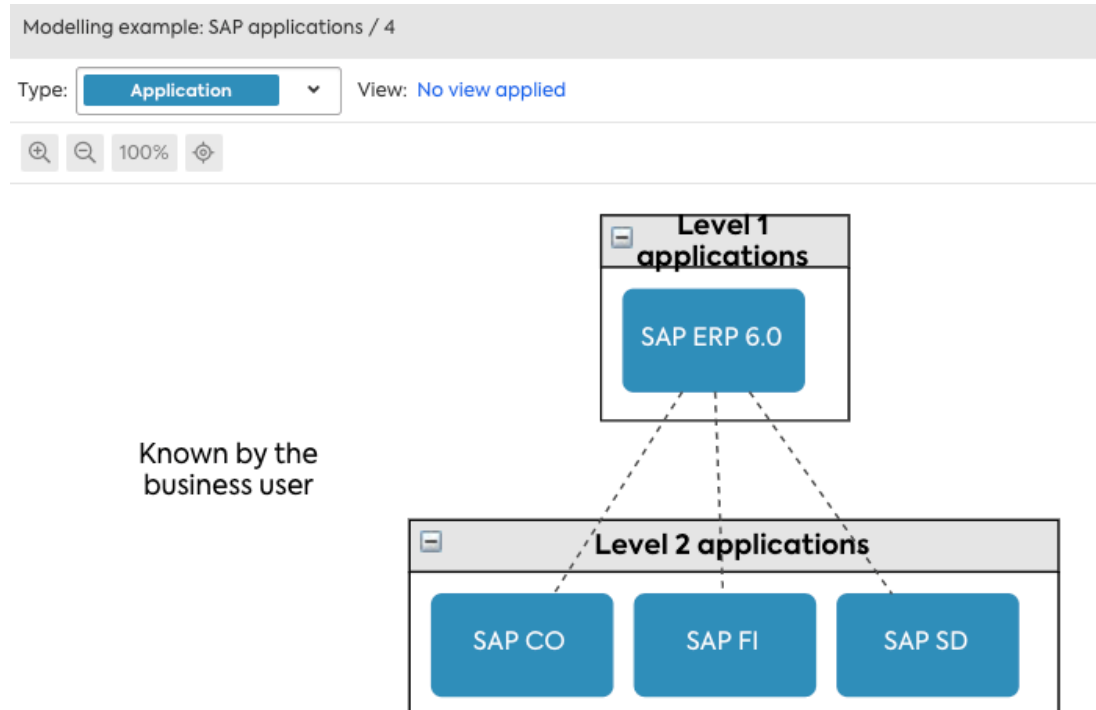 Modelling example: SAP applications / 4
Type: Application View: No view applied
100%
Level 1
applications
SAP ERP 6.0
Known by the
business user
Level 2 applications
SAP CO SAP FI SAP SD